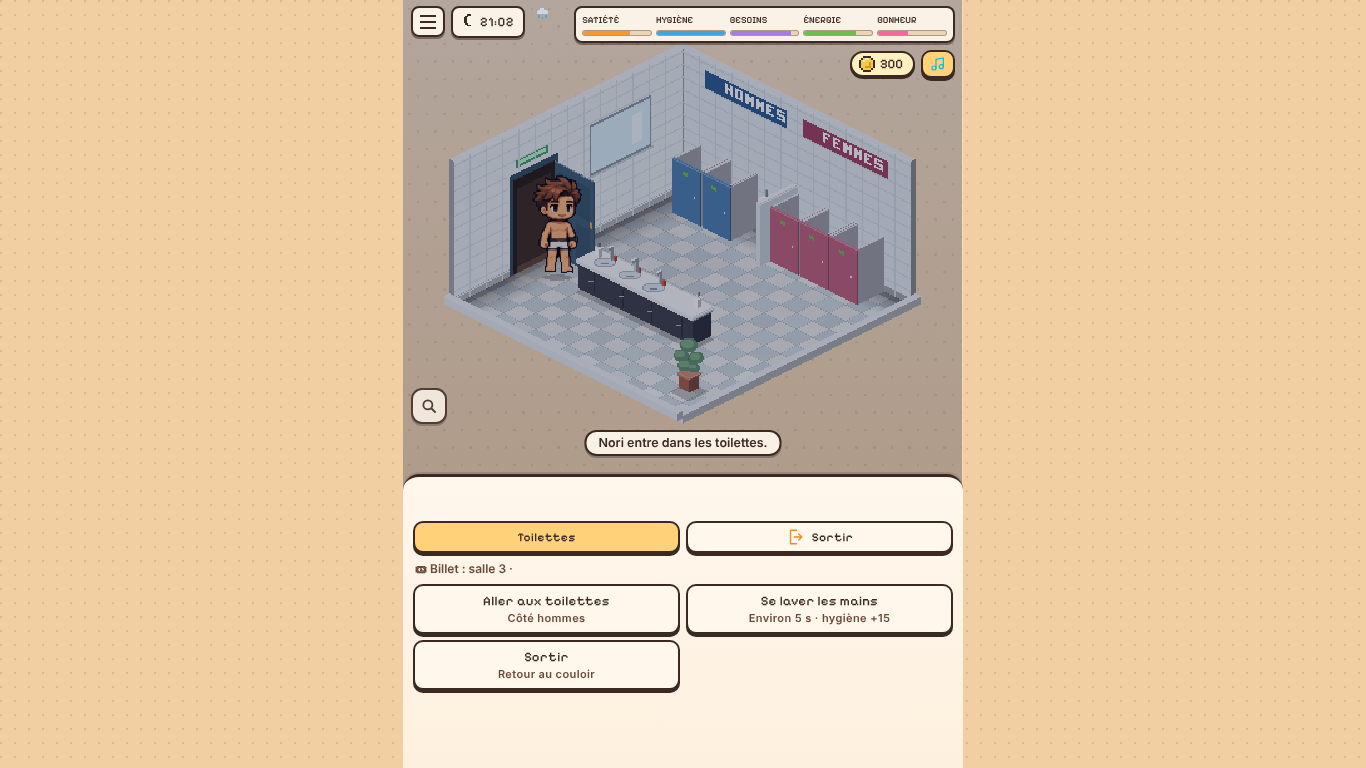 21:02
SATIÉTÉ
HYGIÈNE
BESOINS
ÉNERGIE
BONHEUR
300
HOMMES
FEMMES
Nori entre dans les toilettes.
Toilettes
Sortir
Billet : salle 3 ·
Aller aux toilettes
Côté hommes
Se laver les mains
Environ 5 s · hygiène +15
Sortir
Retour au couloir